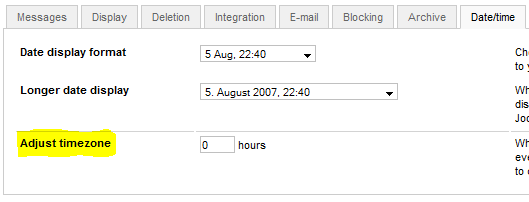 Messages Display Deletion Integration E-mail Blocking Archive Date/time
Date display format 5 Aug, 22:40
to y
Longer date display 5. August 2007, 22:40 Wh
dis
Joo
Adjust timezone 0 hours Wh
eve
to c